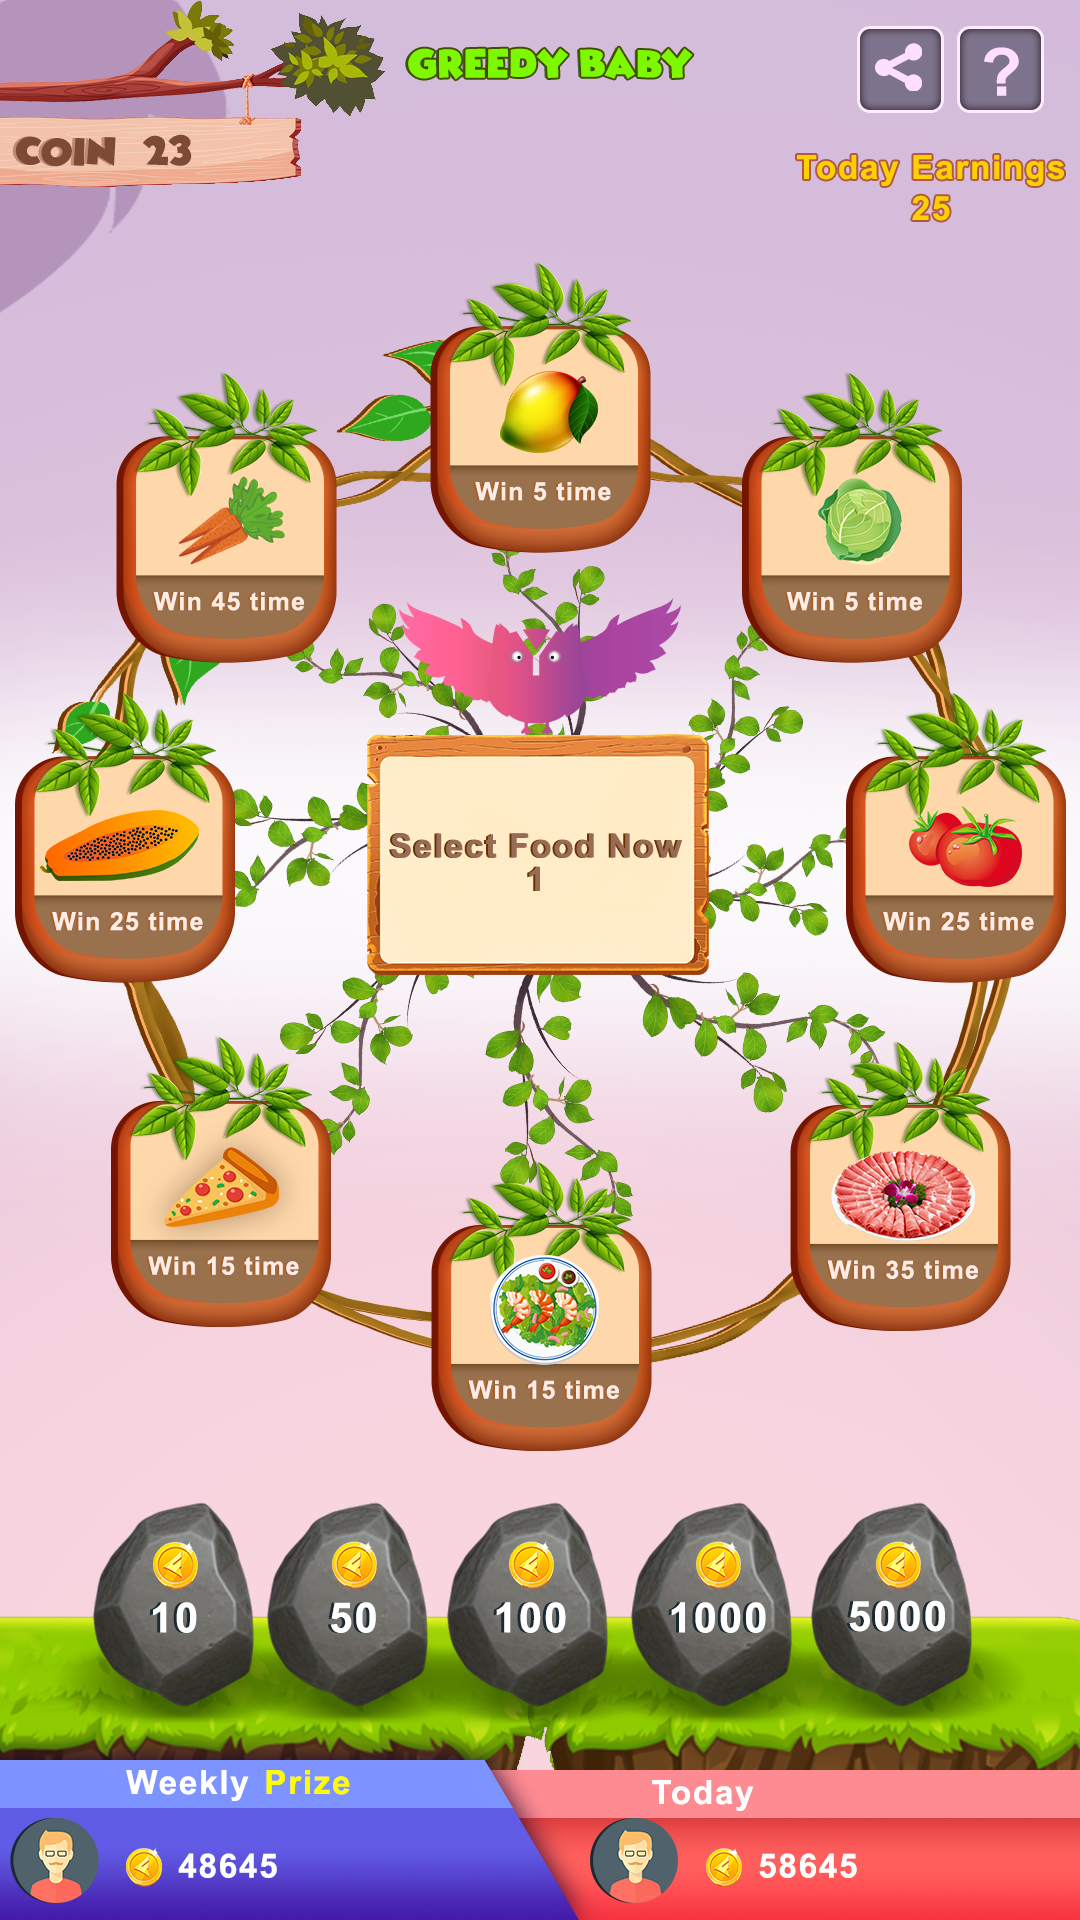 GREEDY BABY
?
COIN 23
Today Earnings
25
Win 5 time
Win 45 time
Win 5 time
Win 25 time
Select Food Now
1
Win 25 time
Win 15 time
Win 35 time
Win 15 time
10
50
100
1000
5000
Weekly Prize
Today
48645
58645